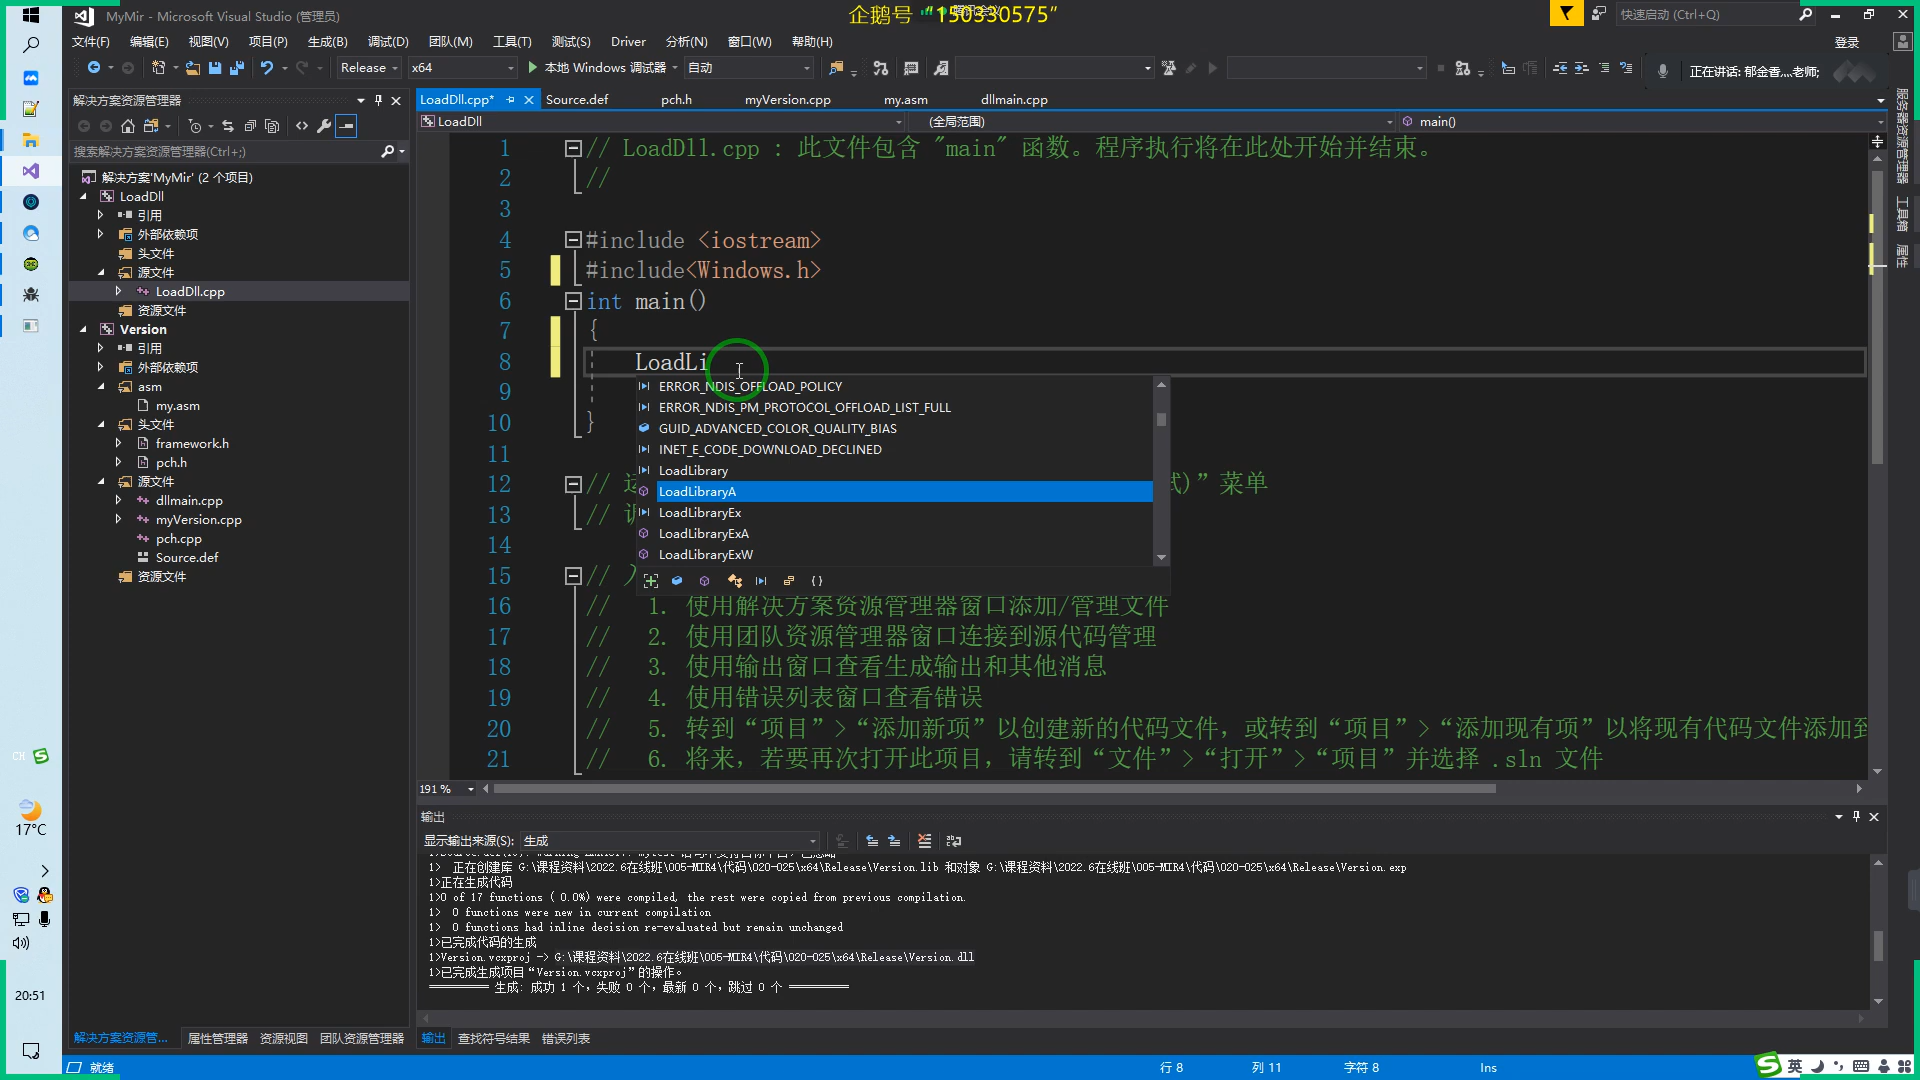 MyMir - Microsoft Visual Studio (管理员)
企鹅号 “150330575”
快速启动 (Ctrl+Q)
文件(F) 编辑(E) 视图(V) 项目(P) 生成(B) 调试(D) 团队(M) 工具(T) 测试(S) Driver 分析(N) 窗口(W) 帮助(H)
登录
Release x64 本地 Windows 调试器 自动
正在讲话: 郁金香灬老师;
解决方案资源管理器
搜索解决方案资源管理器(Ctrl+;)
解决方案'MyMir' (2 个项目)
LoadDll
引用
外部依赖项
头文件
源文件
LoadDll.cpp
资源文件
Version
引用
外部依赖项
asm
my.asm
头文件
framework.h
pch.h
源文件
dllmain.cpp
myVersion.cpp
pch.cpp
Source.def
资源文件
LoadDll.cpp* Source.def pch.h myVersion.cpp my.asm dllmain.cpp
LoadDll (全局范围) main()
1 // LoadDll.cpp : 此文件包含 "main" 函数。程序执行将在此处开始并结束。
2 //
3
4 #include <iostream>
5 #include<Windows.h>
6 int main()
7 {
8 LoadLi
9
10 }
11
12 // 试)”菜单
13 //
14
15 // 入
16 // 1. 使用解决方案资源管理器窗口添加/管理文件
17 // 2. 使用团队资源管理器窗口连接到源代码管理
18 // 3. 使用输出窗口查看生成输出和其他消息
19 // 4. 使用错误列表窗口查看错误
20 // 5. 转到“项目”>“添加新项”以创建新的代码文件，或转到“项目”>“添加现有项”以将现有代码文件添加到
21 // 6. 将来，若要再次打开此项目，请转到“文件”>“打开”>“项目”并选择 .sln 文件
ERROR_NDIS_OFFLOAD_POLICY
ERROR_NDIS_PM_PROTOCOL_OFFLOAD_LIST_FULL
GUID_ADVANCED_COLOR_QUALITY_BIAS
INET_E_CODE_DOWNLOAD_DECLINED
LoadLibrary
LoadLibraryA
LoadLibraryEx
LoadLibraryExA
LoadLibraryExW
191 %
输出
显示输出来源(S): 生成
1> 正在创建库 G:\课程资料\2022.6在线班\005-MIR4\代码\020-025\x64\Release\Version.lib 和对象 G:\课程资料\2022.6在线班\005-MIR4\代码\020-025\x64\Release\Version.exp
1>正在生成代码
1>0 of 17 functions ( 0.0%) were compiled, the rest were copied from previous compilation.
1> 0 functions were new in current compilation
1> 0 functions had inline decision re-evaluated but remain unchanged
1>已完成代码的生成
1>Version.vcxproj -> G:\课程资料\2022.6在线班\005-MIR4\代码\020-025\x64\Release\Version.dll
1>已完成生成项目“Version.vcxproj”的操作。
========== 生成: 成功 1 个，失败 0 个，最新 0 个，跳过 0 个 ==========
解决方案资源管... 属性管理器 资源视图 团队资源管理器
输出 查找符号结果 错误列表
就绪 行 8 列 11 字符 8 Ins
服务器资源管理器
工具箱
属性
CH
17°C
20:51
英